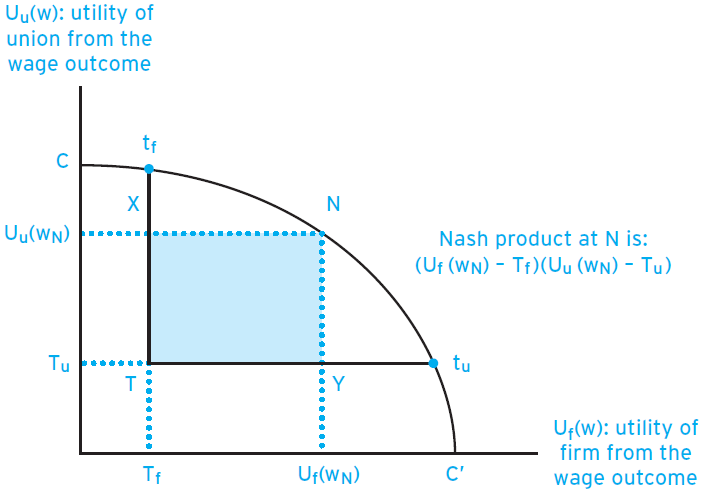 Uu(w): utility of
union from the
wage outcome
tf
C
X
N
Uu(wN)
Nash product at N is:
(Uf (wN) – Tf)(Uu (wN) – Tu)
Tu
tu
T
Y
Uf(w): utility of
firm from the
wage outcome
Tf
Uf(wN)
C′